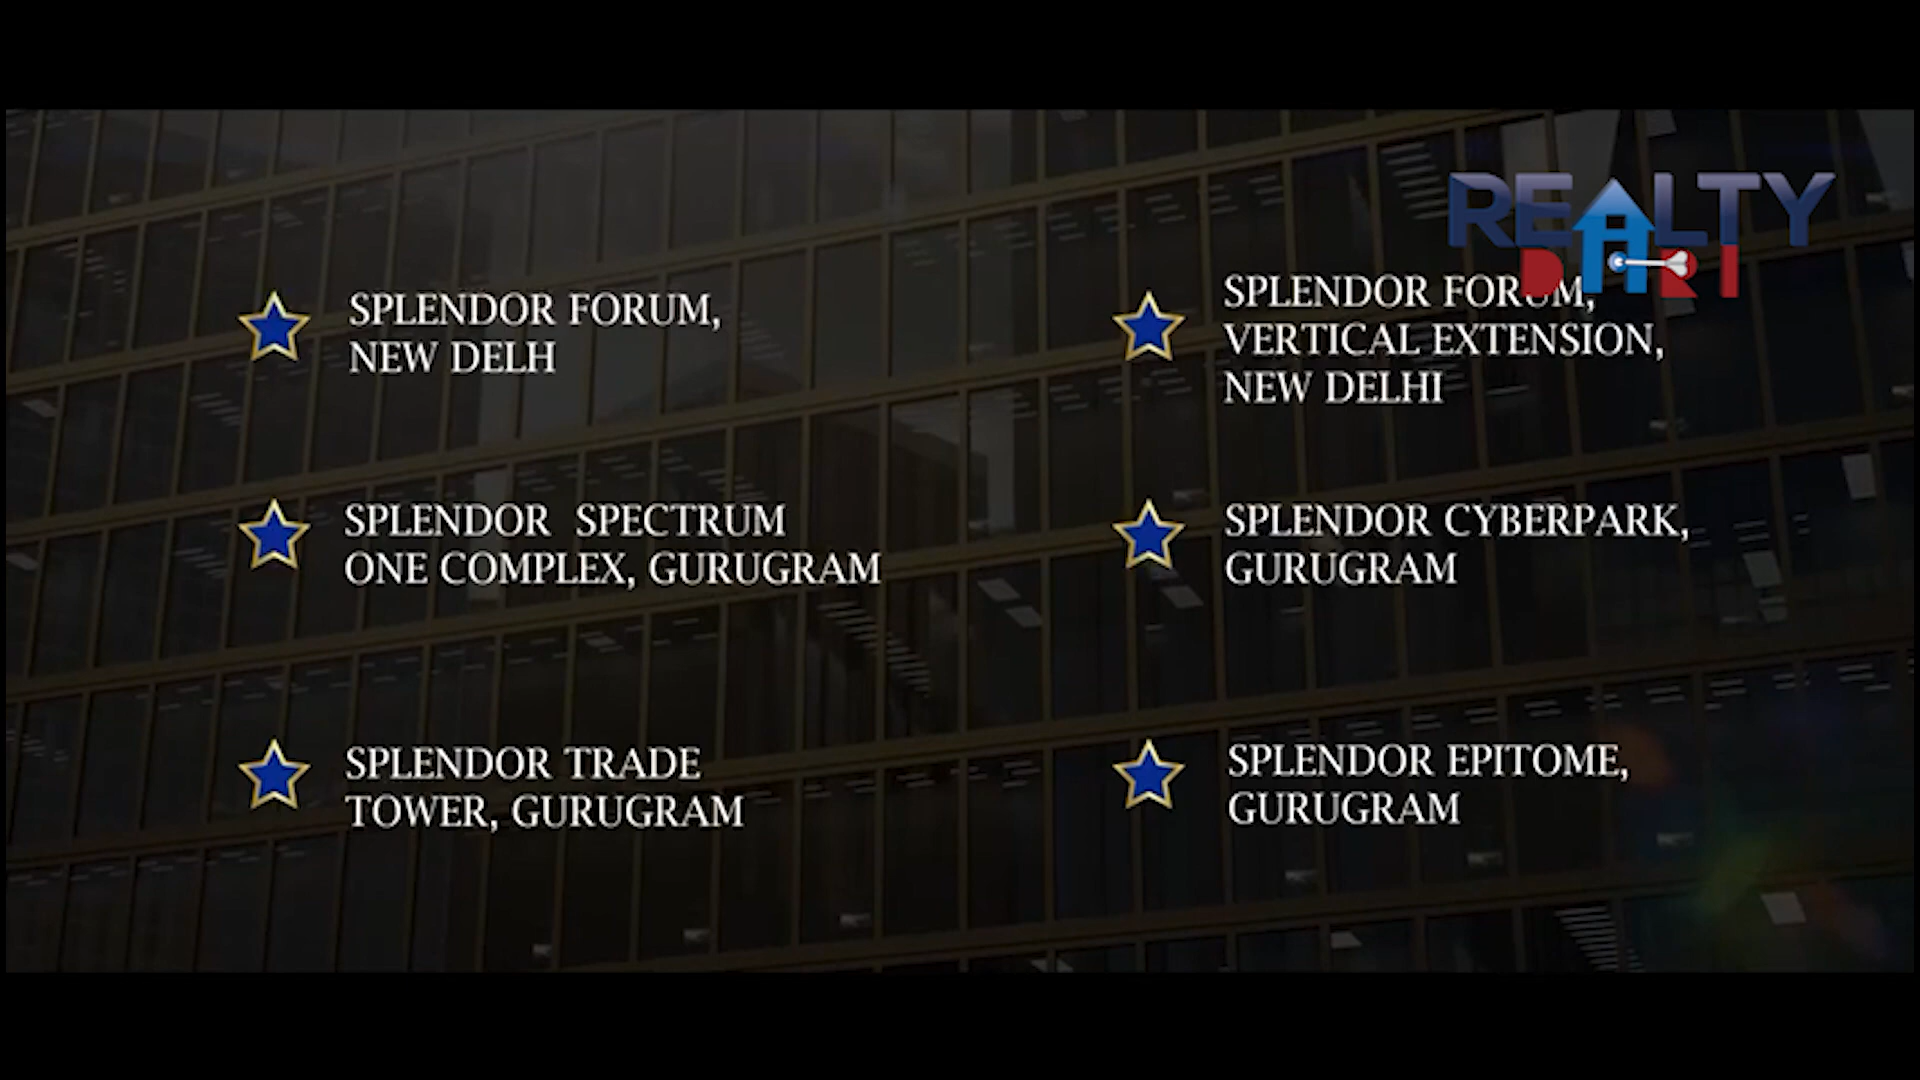 REALTY
DART
SPLENDOR FORUM,
NEW DELH
SPLENDOR FORUM,
VERTICAL EXTENSION,
NEW DELHI
SPLENDOR SPECTRUM
ONE COMPLEX, GURUGRAM
SPLENDOR CYBERPARK,
GURUGRAM
SPLENDOR TRADE
TOWER, GURUGRAM
SPLENDOR EPITOME,
GURUGRAM